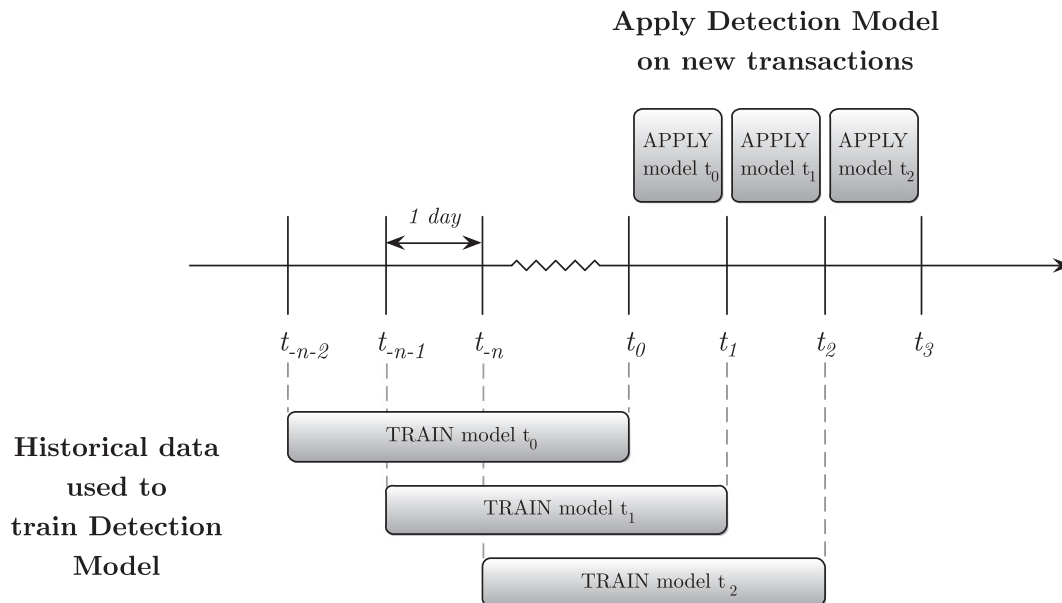 Apply Detection Model
on new transactions
APPLY
model t0
APPLY
model t1
APPLY
model t2
1 day
t-n-2
t-n-1
t-n
t0
t1
t2
t3
Historical data
used to
train Detection
Model
TRAIN model t0
TRAIN model t1
TRAIN model t2